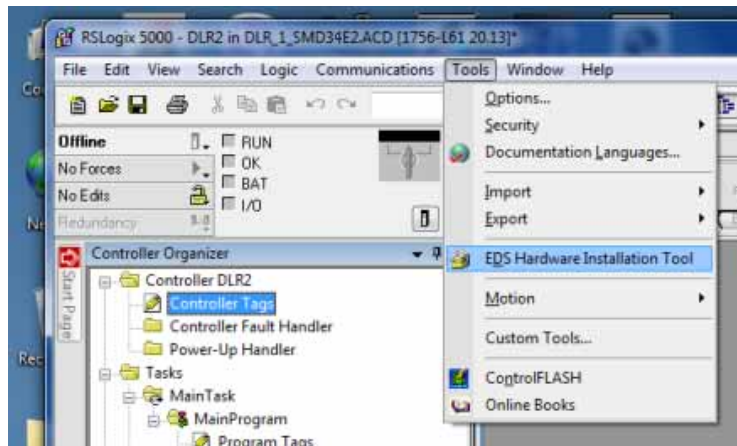 RSLogix 5000 - DLR2 in DLR_1_SMD34E2.ACD [1756-L61 20.13]*
File Edit View Search Logic Communications Tools Window Help
Options...
Security
Documentation Languages...
Import
Export
EDS Hardware Installation Tool
Motion
Custom Tools...
ControlFLASH
Online Books
Offline
RUN
No Forces
OK
BAT
No Edits
I/O
Redundancy
Controller Organizer
Start Page
Controller DLR2
Controller Tags
Controller Fault Handler
Power-Up Handler
Tasks
MainTask
MainProgram
Program Tags